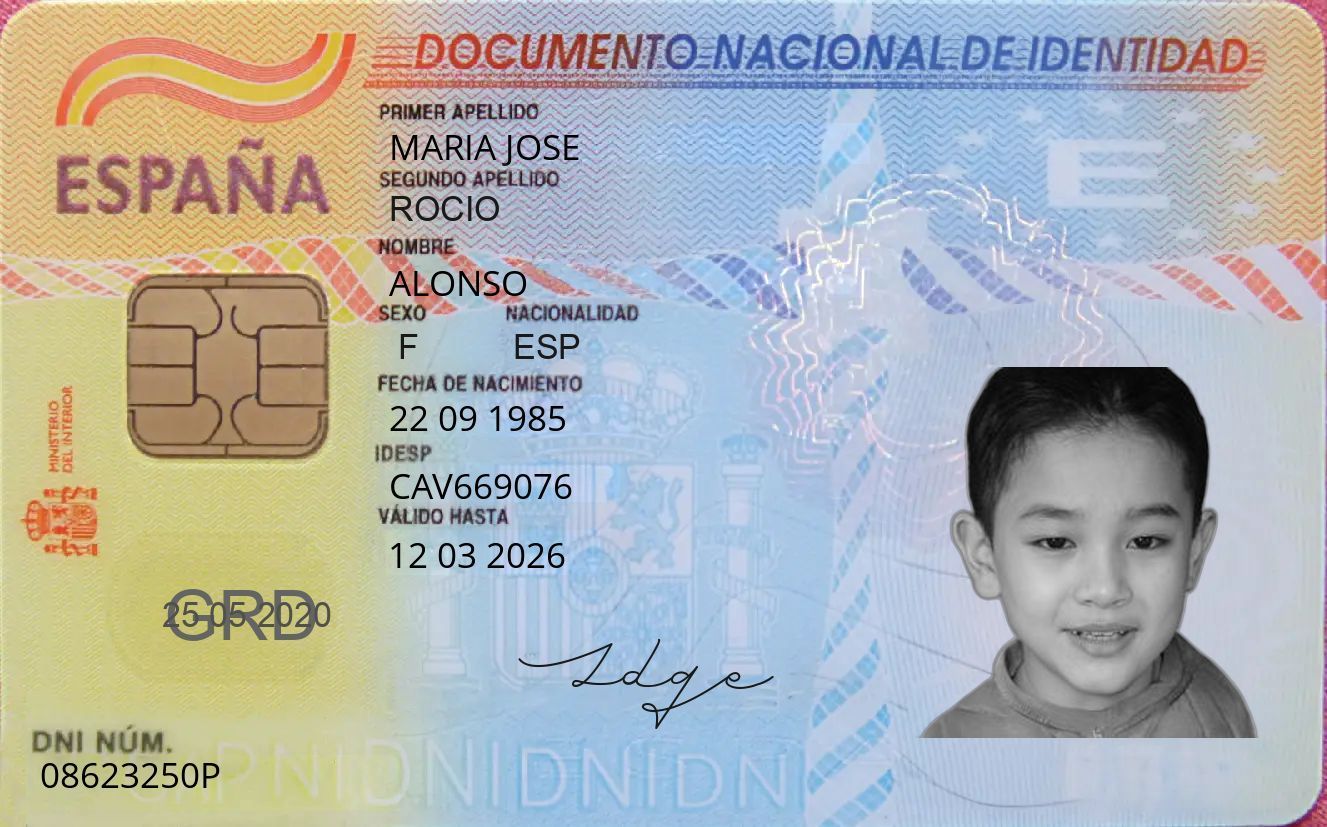 DOCUMENTO NACIONAL DE IDENTIDAD
ESPAÑA
PRIMER APELLIDO
MARIA JOSE
SEGUNDO APELLIDO
ROCIO
NOMBRE
ALONSO
SEXO NACIONALIDAD
F ESP
FECHA DE NACIMIENTO
22 09 1985
IDESP
CAV669076
VÁLIDO HASTA
12 03 2026
MINISTERIO
DEL INTERIOR
E
25-05-2020
GRD
DNI NÚM.
08623250P
DNIDNIDNIDNI